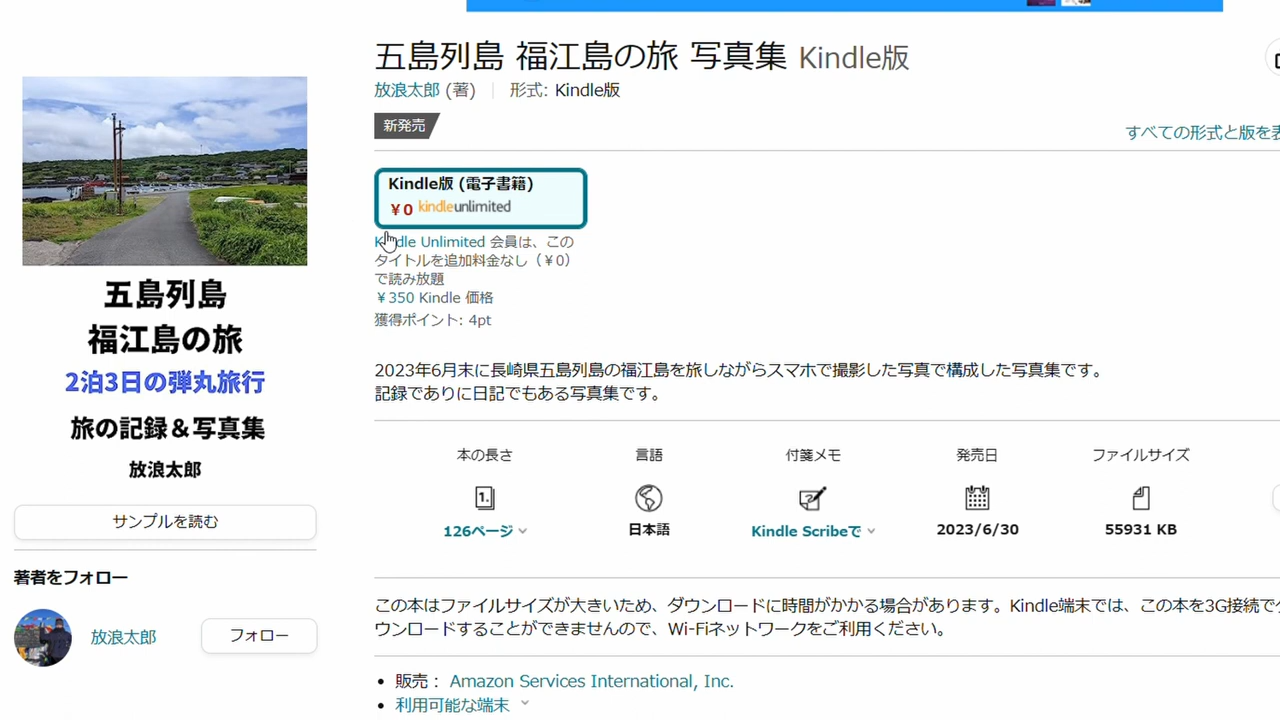 五島列島 福江島の旅 写真集 Kindle版
放浪太郎 (著) 形式: Kindle版
新発売
すべての形式と版を表
Kindle版 (電子書籍)
￥0 kindleunlimited
Kindle Unlimited 会員は、この
タイトルを追加料金なし（￥0）
で読み放題
￥350 Kindle 価格
獲得ポイント: 4pt
五島列島
福江島の旅
2泊3日の弾丸旅行
旅の記録＆写真集
放浪太郎
サンプルを読む
著者をフォロー
放浪太郎
フォロー
2023年6月末に長崎県五島列島の福江島を旅しながらスマホで撮影した写真で構成した写真集です。
記録でありに日記でもある写真集です。
本の長さ 言語 付箋メモ 発売日 ファイルサイズ
1.
126ページ 日本語 Kindle Scribeで 2023/6/30 55931 KB
この本はファイルサイズが大きいため、ダウンロードに時間がかかる場合があります。Kindle端末では、この本を3G接続で
ウンロードすることができませんので、Wi-Fiネットワークをご利用ください。
• 販売： Amazon Services International, Inc.
• 利用可能な端末